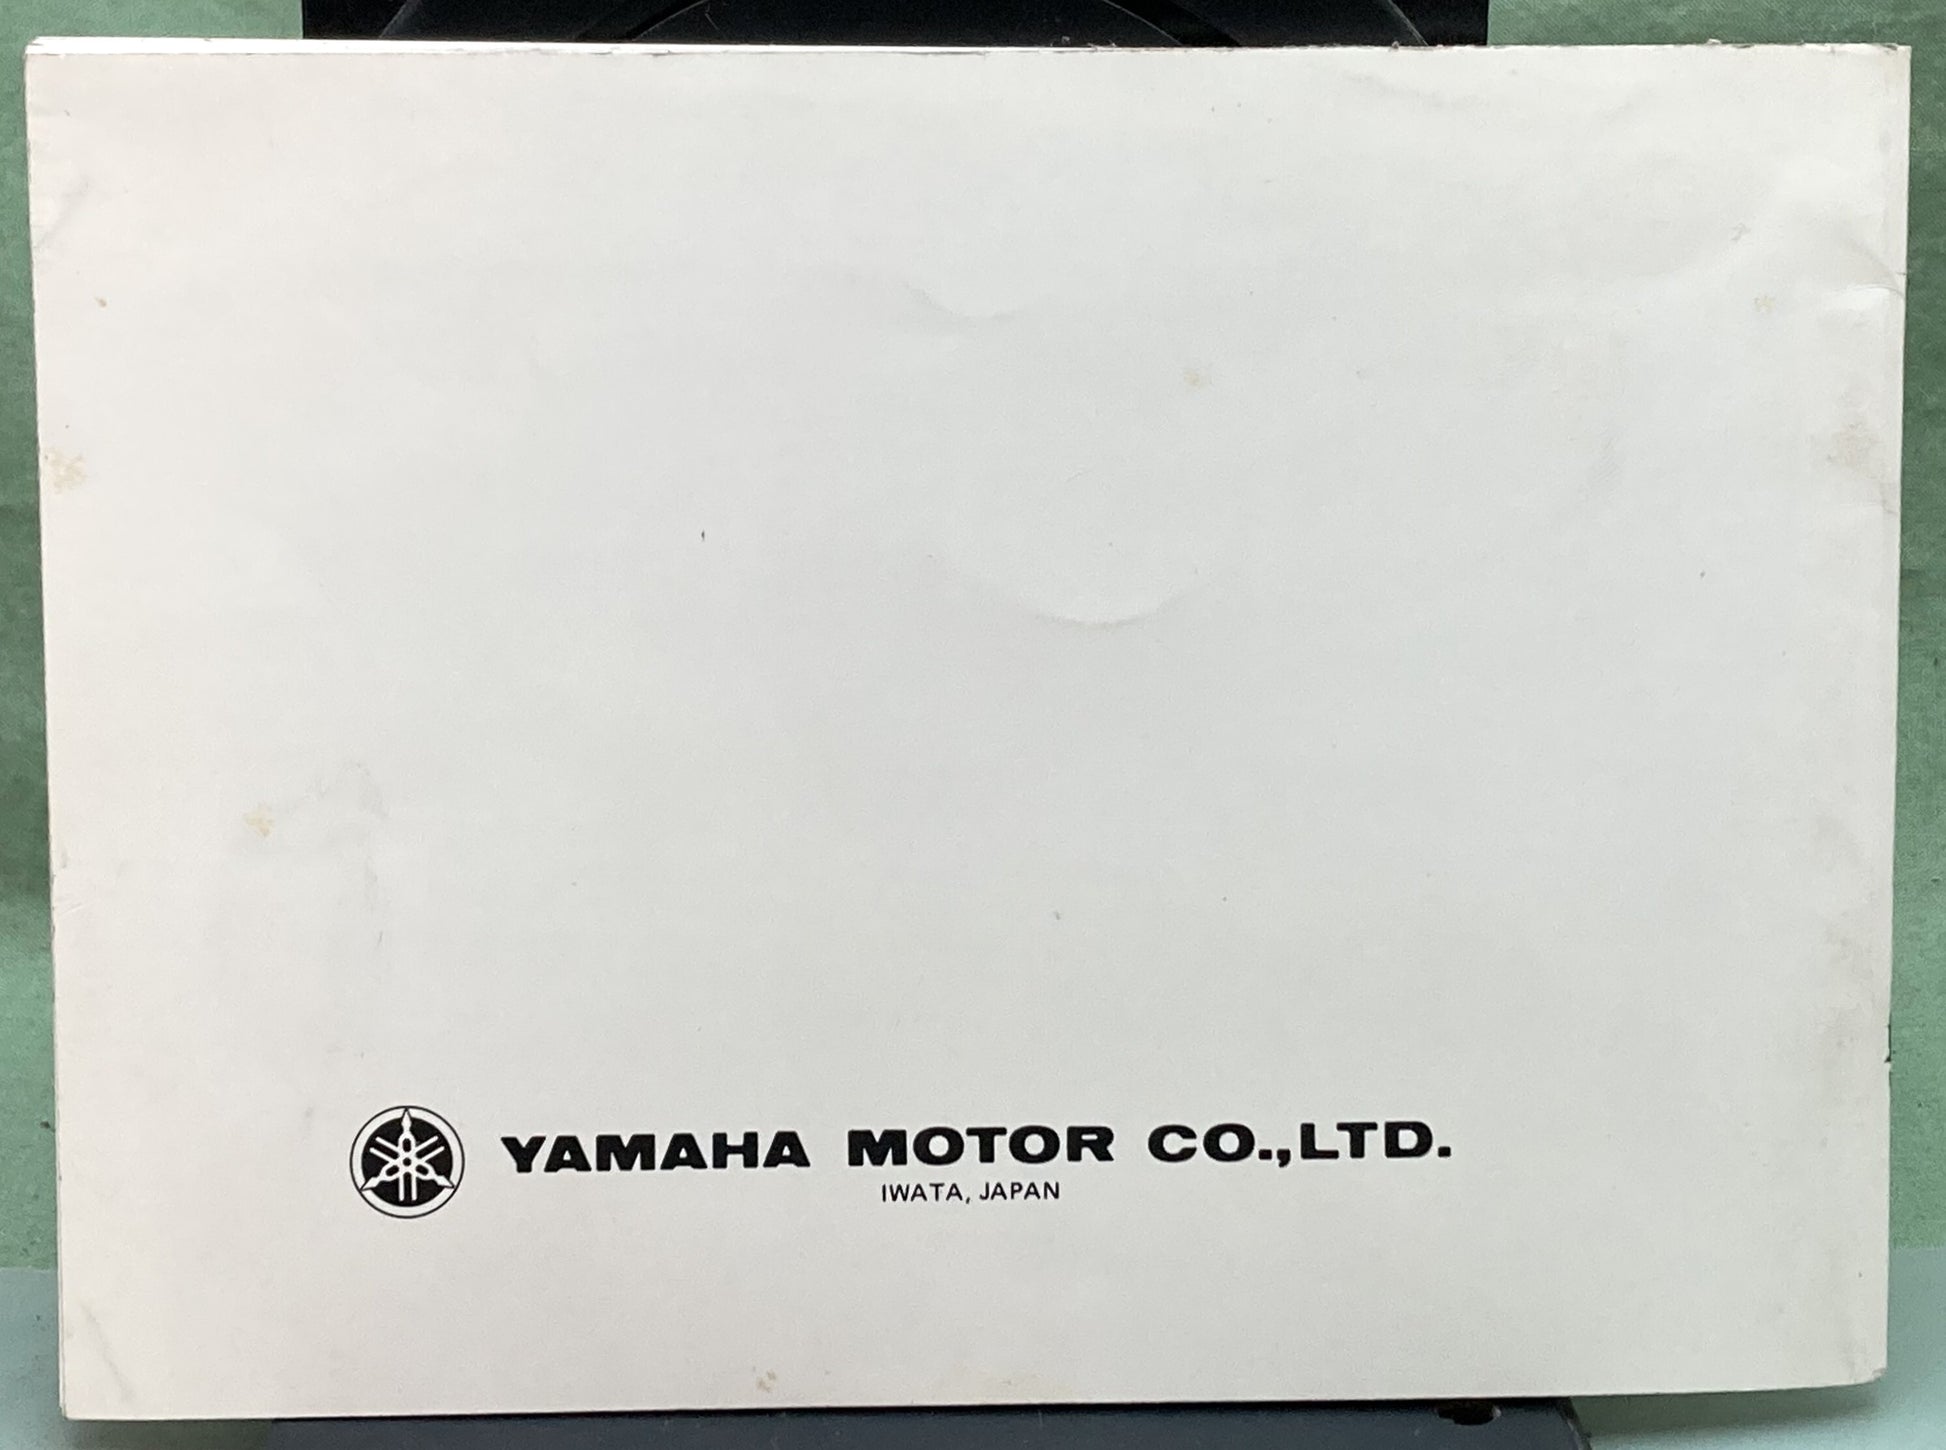 YAMAHA MOTOR CO.,LTD.
IWATA, JAPAN